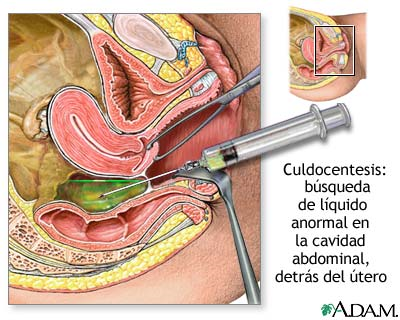 Culdocentesis:
búsqueda
de líquido
anormal en
la cavidad
abdominal,
detrás del útero
A.D.A.M.